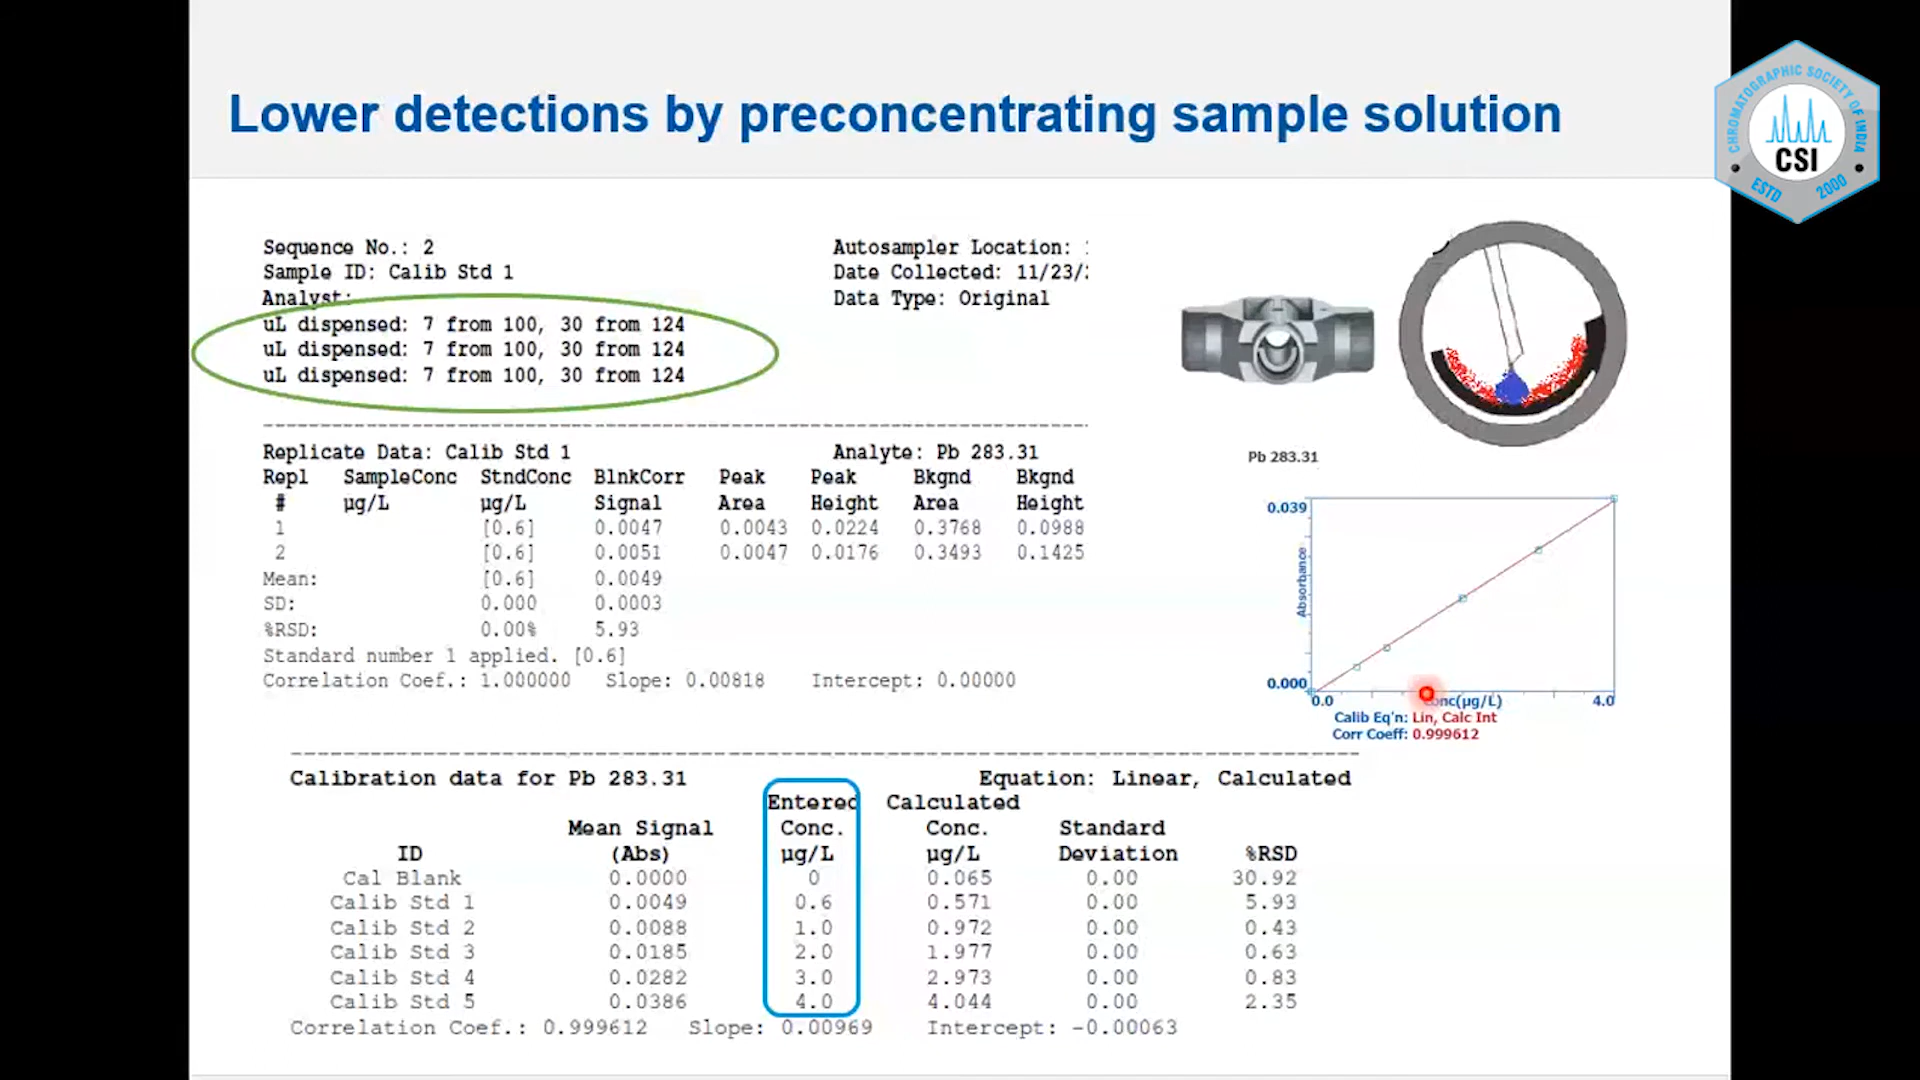 Lower detections by preconcentrating sample solution
CHROMATOGRAPHIC SOCIETY OF INDIA
CSI
ESTD 2000
Sequence No.: 2
Autosampler Location:
Sample ID: Calib Std 1
Date Collected: 11/23/
Analyst:
Data Type: Original
uL dispensed: 7 from 100, 30 from 124
uL dispensed: 7 from 100, 30 from 124
uL dispensed: 7 from 100, 30 from 124
Replicate Data: Calib Std 1 Analyte: Pb 283.31
Repl SampleConc StndConc BlnkCorr Peak Peak Bkgnd Bkgnd
# µg/L µg/L Signal Area Height Area Height
1 [0.6] 0.0047 0.0043 0.0224 0.3768 0.0988
2 [0.6] 0.0051 0.0047 0.0176 0.3493 0.1425
Mean: [0.6] 0.0049
SD: 0.000 0.0003
%RSD: 0.00% 5.93
Standard number 1 applied. [0.6]
Correlation Coef.: 1.000000 Slope: 0.00818 Intercept: 0.00000
Pb 283.31
0.039
Absorbance
0.000
0.0 4.0
Calib Eq'n: Lin, Calc Int
Corr Coeff: 0.999612
Calibration data for Pb 283.31 Equation: Linear, Calculated
Entered Calculated
Mean Signal Conc. Conc. Standard
ID (Abs) µg/L µg/L Deviation %RSD
Cal Blank 0.0000 0 0.065 0.00 30.92
Calib Std 1 0.0049 0.6 0.571 0.00 5.93
Calib Std 2 0.0088 1.0 0.972 0.00 0.43
Calib Std 3 0.0185 2.0 1.977 0.00 0.63
Calib Std 4 0.0282 3.0 2.973 0.00 0.83
Calib Std 5 0.0386 4.0 4.044 0.00 2.35
Correlation Coef.: 0.999612 Slope: 0.00969 Intercept: -0.00063